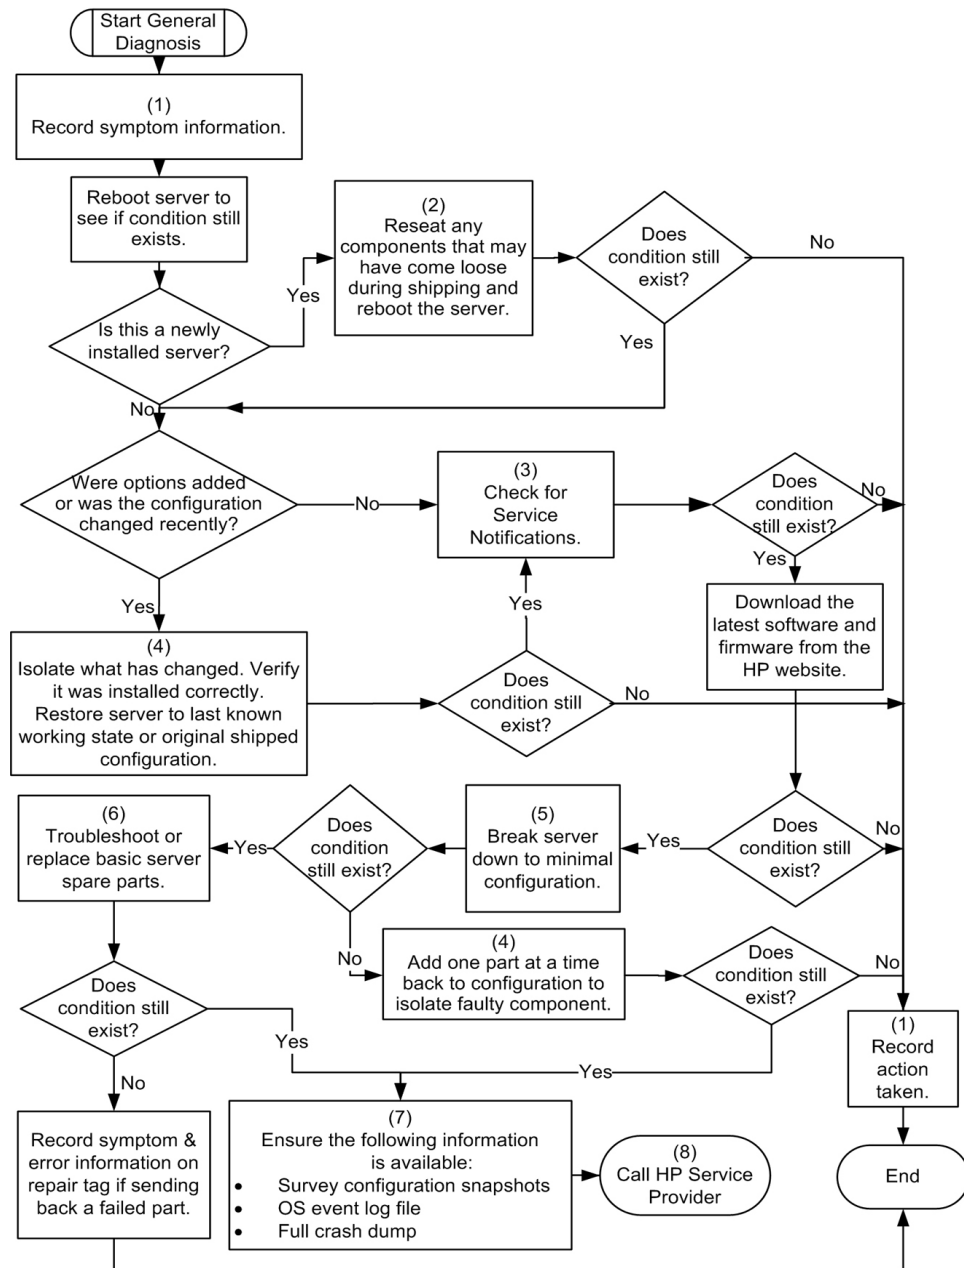 Start General
Diagnosis
(1)
Record symptom information.
Reboot server to
see if condition still
exists.
(2)
Reseat any
components that may
have come loose
during shipping and
reboot the server.
Does
condition still
exist?
No
Yes
Yes
Is this a newly
installed server?
No
Were options added
or was the configuration
changed recently?
No
(3)
Check for
Service
Notifications.
Does
condition
still exist?
No
Yes
Yes
Yes
Download the
latest software and
firmware from the
HP website.
(4)
Isolate what has changed. Verify
it was installed correctly.
Restore server to last known
working state or original shipped
configuration.
Does
condition still
exist?
No
(6)
Troubleshoot or
replace basic server
spare parts.
Yes
Does
condition
still exist?
(5)
Break server
down to minimal
configuration.
Yes
Does
condition still
exist?
No
No
(4)
Add one part at a time
back to configuration to
isolate faulty component.
Does
condition still
exist?
No
Does
condition still
exist?
Yes
Yes
No
(1)
Record
action
taken.
Record symptom &
error information on
repair tag if sending
back a failed part.
(7)
Ensure the following information
is available:
• Survey configuration snapshots
• OS event log file
• Full crash dump
(8)
Call HP Service
Provider
End